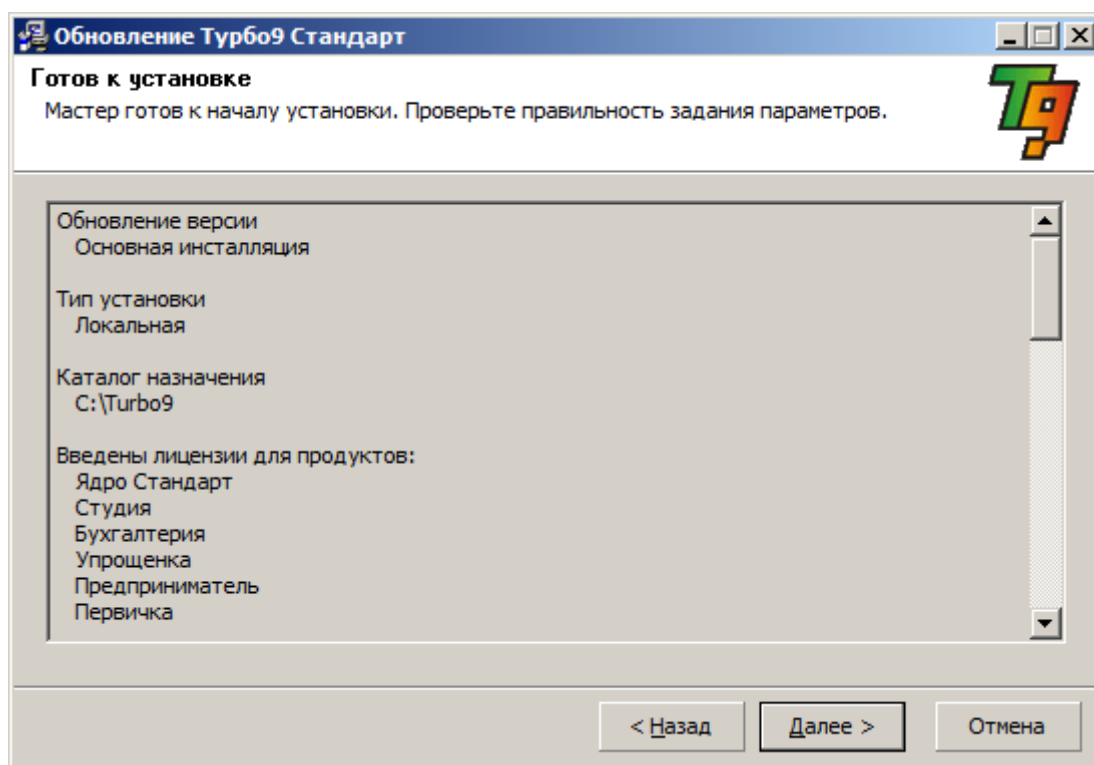 Обновление Турбо9 Стандарт
Готов к установке
Мастер готов к началу установки. Проверьте правильность задания параметров.
T9
Обновление версии
Основная инсталляция
Тип установки
Локальная
Каталог назначения
C:\Turbo9
Введены лицензии для продуктов:
Ядро Стандарт
Студия
Бухгалтерия
Упрощенка
Предприниматель
Первичка
< Назад
Далее >
Отмена